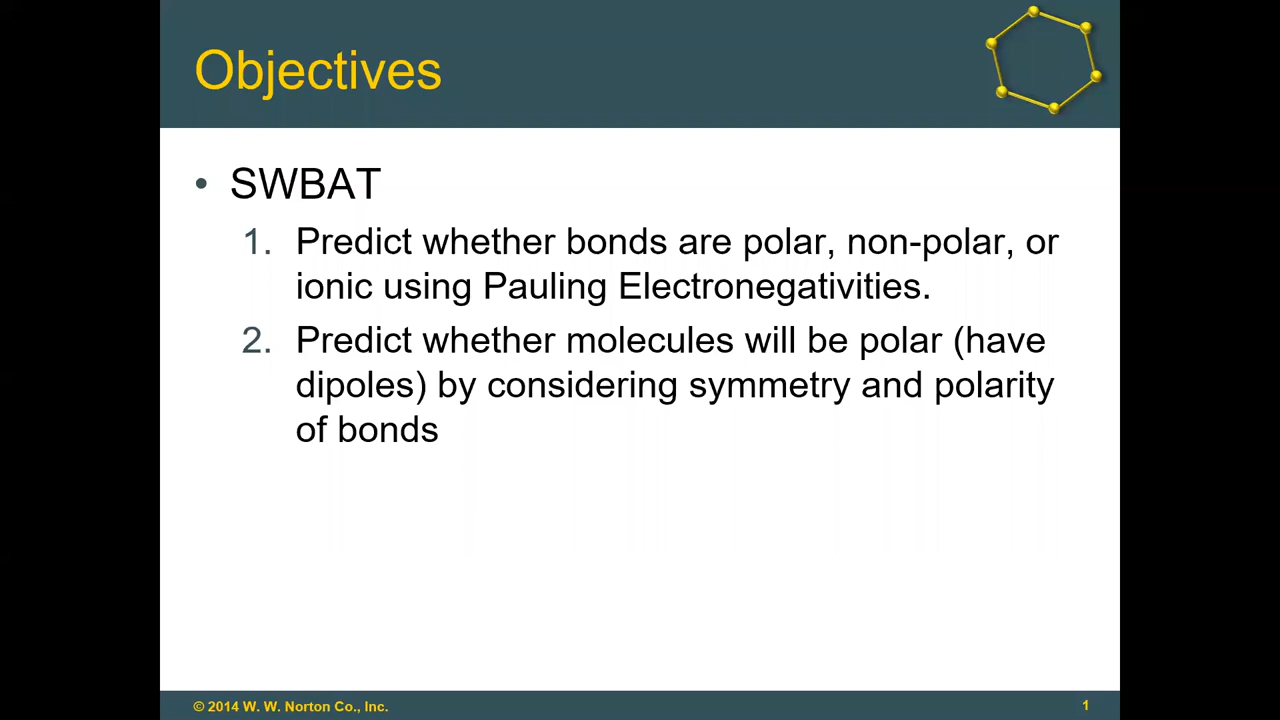 Objectives
• SWBAT
1. Predict whether bonds are polar, non-polar, or
ionic using Pauling Electronegativities.
2. Predict whether molecules will be polar (have
dipoles) by considering symmetry and polarity
of bonds
© 2014 W. W. Norton Co., Inc.
1